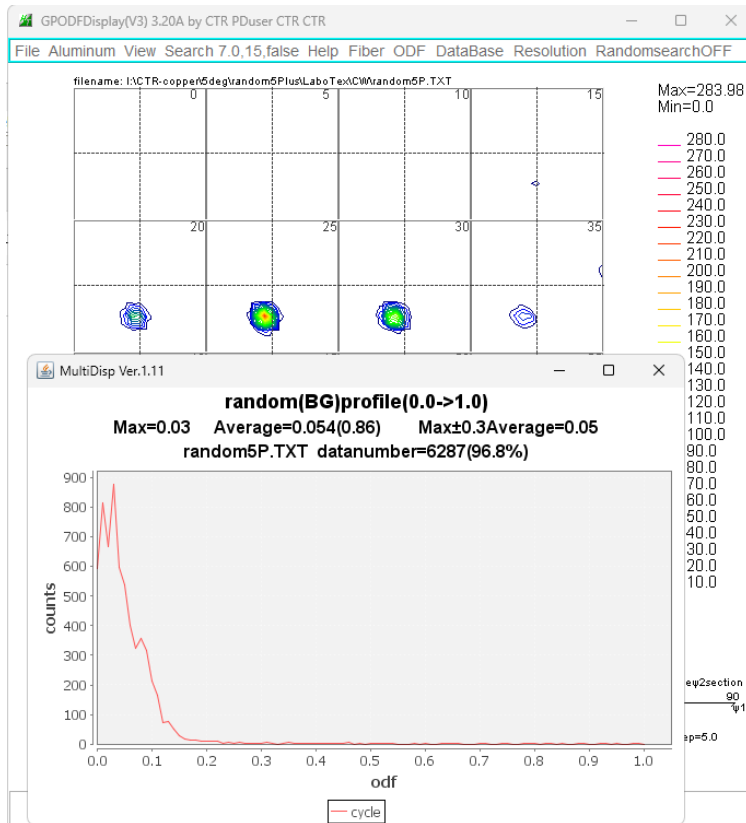 GPODFDisplay(V3) 3.20A by CTR PDuser CTR CTR
File Aluminum View Search 7.0,15,false Help Fiber ODF DataBase Resolution RandomsearchOFF
filename: I:\CTR-copper\5deg\random5Plus\LaboTex\CW\random5P.TXT
Max=283.98
Min=0.0
0 5 10 15
20 25 30 35
280.0
270.0
260.0
250.0
240.0
230.0
220.0
210.0
200.0
190.0
180.0
170.0
160.0
150.0
140.0
130.0
120.0
110.0
100.0
90.0
80.0
70.0
60.0
50.0
40.0
30.0
20.0
10.0
MultiDisp Ver.1.11
random(BG)profile(0.0->1.0)
Max=0.03 Average=0.054(0.86) Max±0.3Average=0.05
random5P.TXT datanumber=6287(96.8%)
900
800
700
600
500
400
300
200
100
0
counts
0.0 0.1 0.2 0.3 0.4 0.5 0.6 0.7 0.8 0.9 1.0
odf
cycle
eψ2section
90
ψ1
ep=5.0